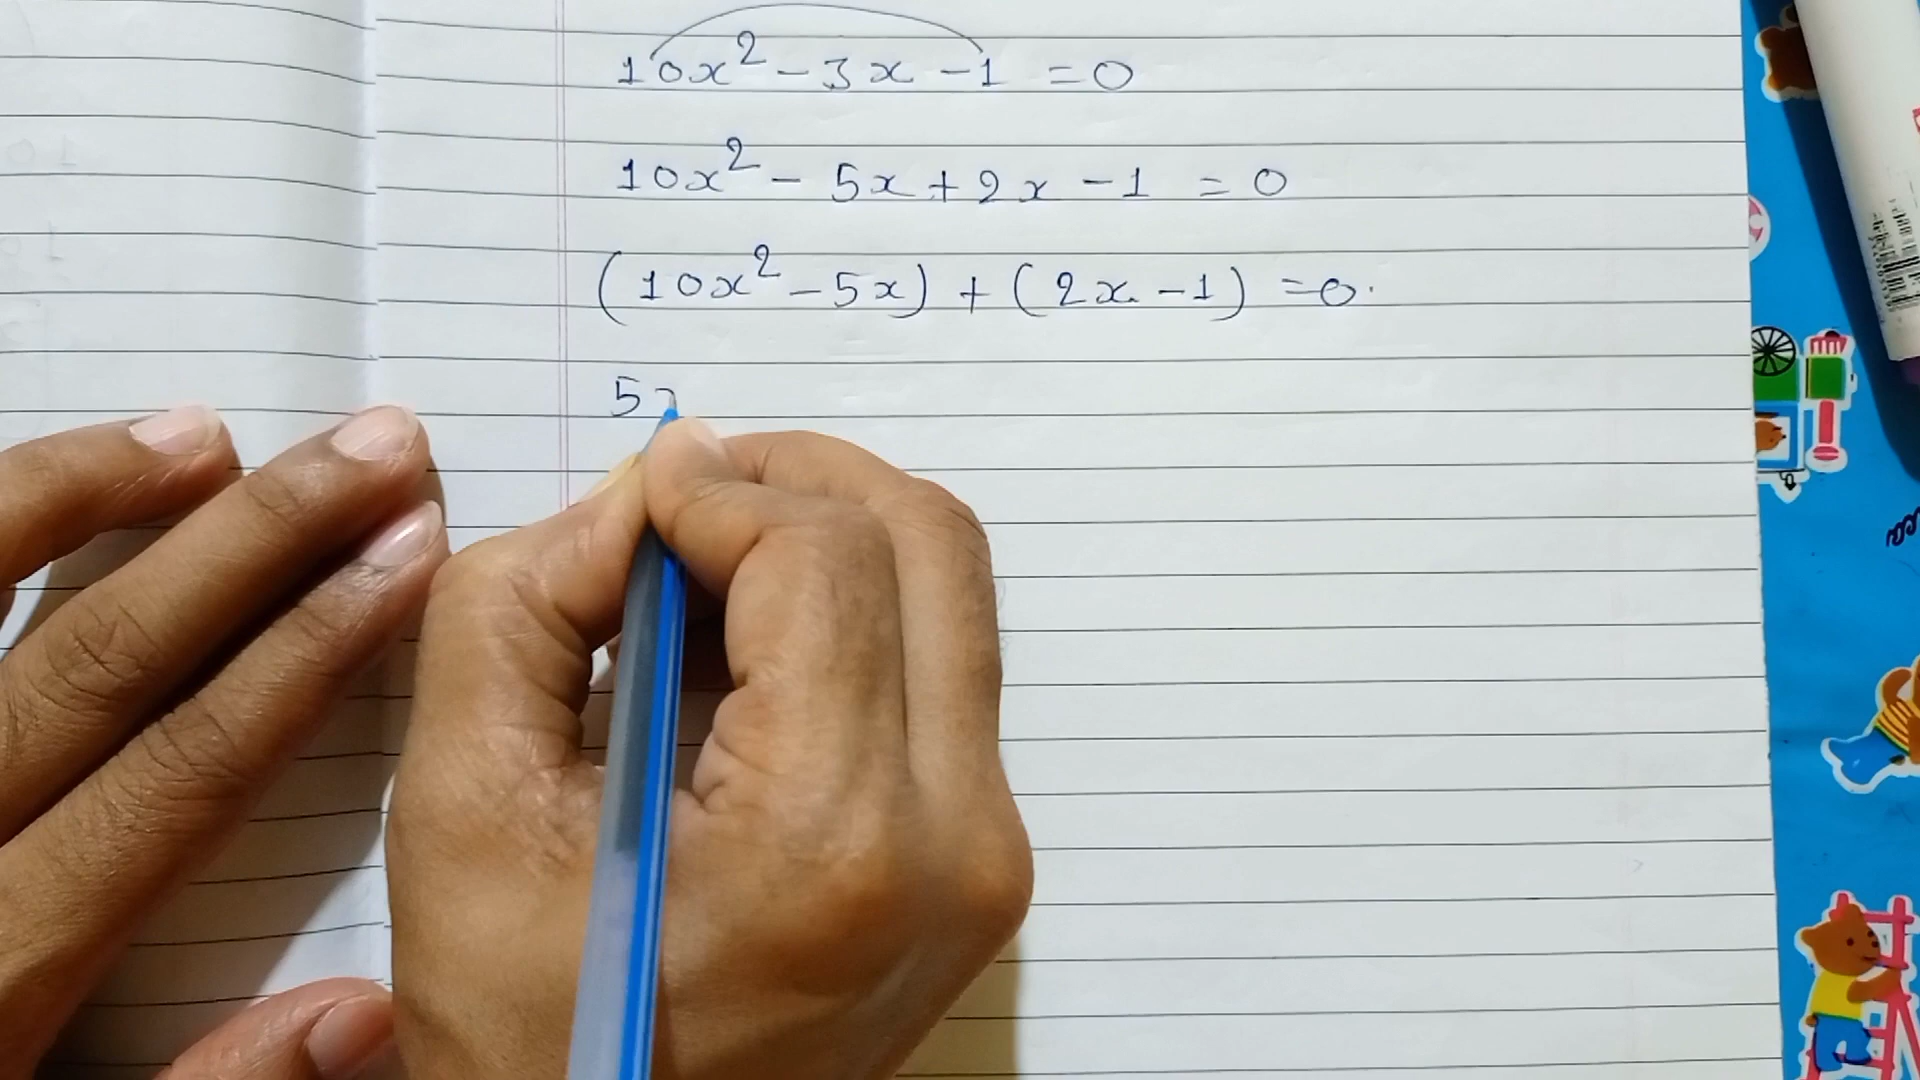 10x² - 3x - 1 = 0
10x² - 5x + 2x - 1 = 0
(10x² - 5x) + (2x - 1) = 0.
5